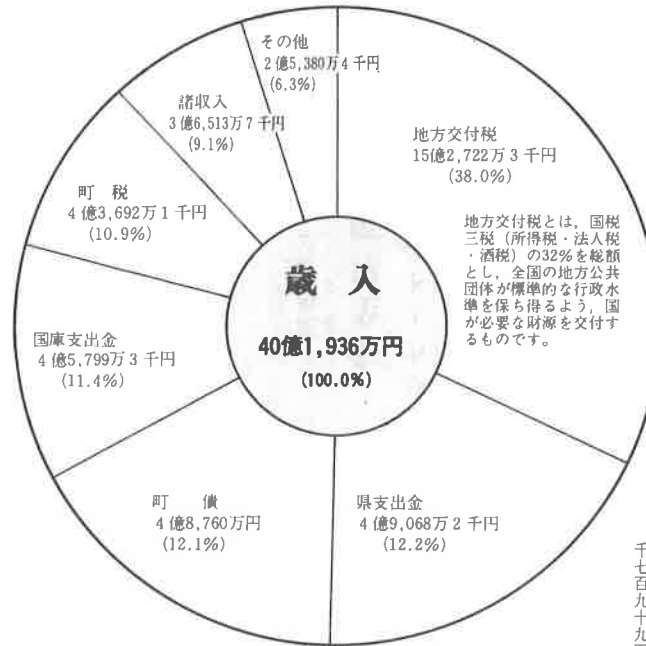 歳　入
40億1,936万円
(100.0%)
地方交付税
15億2,722万3千円
(38.0%)
地方交付税とは，国税
三税（所得税・法人税
・酒税）の32％を総額
とし，全国の地方公共
団体が標準的な行政水
準を保ち得るよう，国
が必要な財源を交付す
るものです。
県支出金
4億9,068万2千円
(12.2%)
町　債
4億8,760万円
(12.1%)
国庫支出金
4億5,799万3千円
(11.4%)
町　税
4億3,692万1千円
(10.9%)
諸収入
3億6,513万7千円
(9.1%)
その他
2億5,380万4千円
(6.3%)
千七百九十九